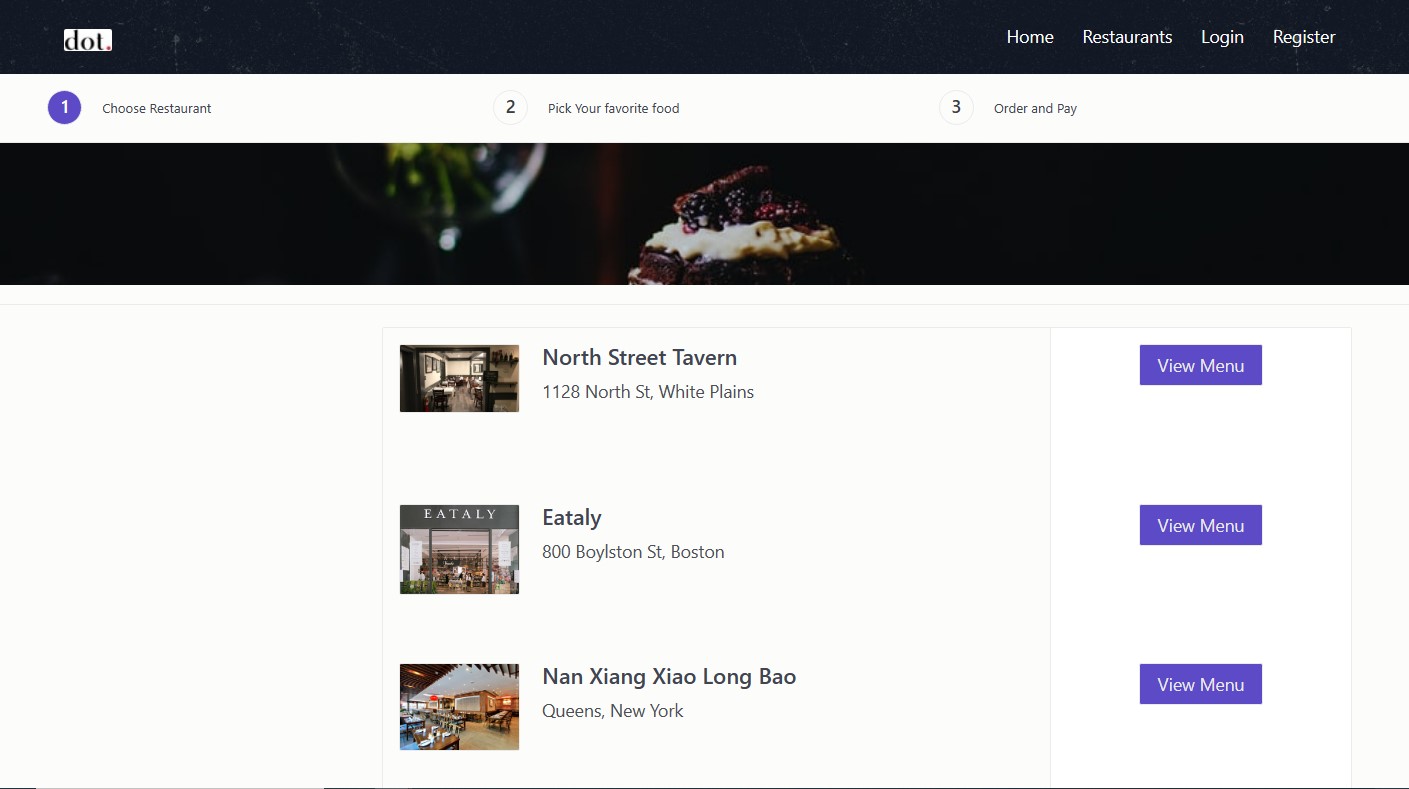 dot.
Home Restaurants Login Register
1 Choose Restaurant 2 Pick Your favorite food 3 Order and Pay
North Street Tavern
1128 North St, White Plains
View Menu
EATALY
Eataly
800 Boylston St, Boston
View Menu
Nan Xiang Xiao Long Bao
Queens, New York
View Menu